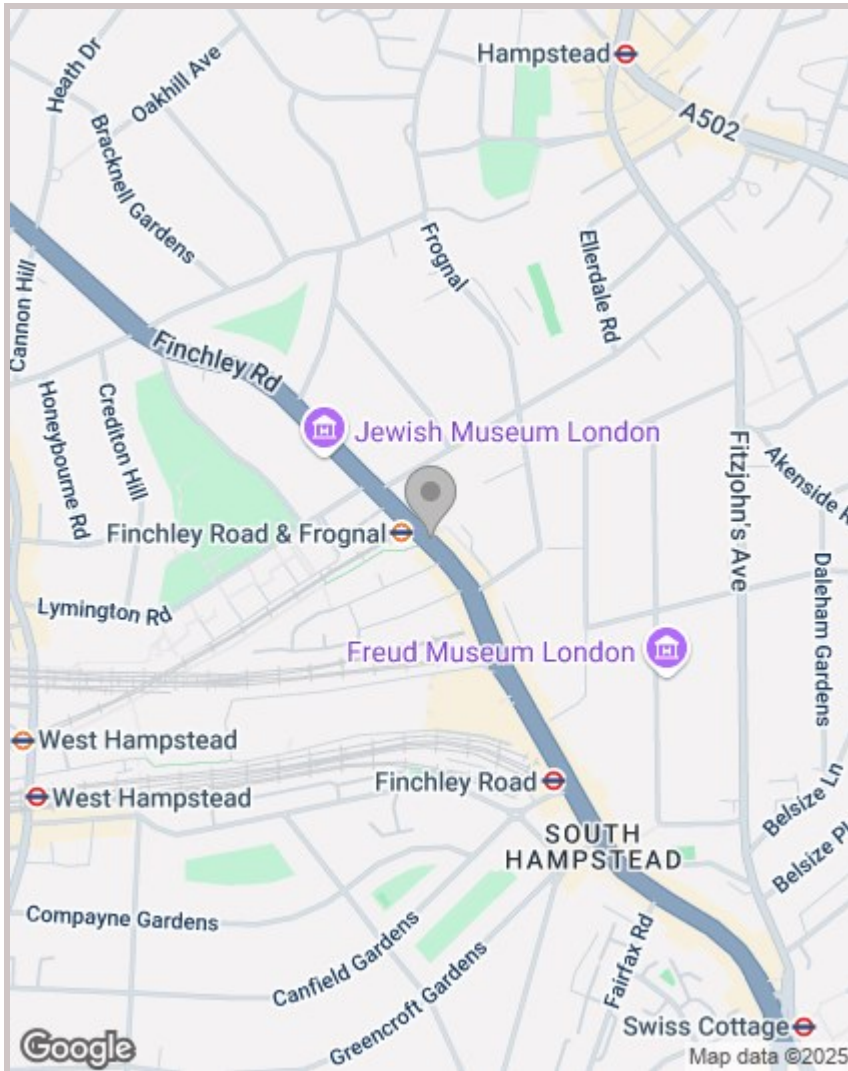 Hampstead
A502
Heath Dr
Oakhill Ave
Bracknell Gardens
Frognal
Ellerdale Rd
Cannon Hill
Finchley Rd
Honeybourne Rd
Crediton Hill
Jewish Museum London
Fitzjohn's Ave
Akenside
Finchley Road & Frognal
Daleham Gardens
Lymington Rd
Freud Museum London
West Hampstead
West Hampstead
Finchley Road
Belsize Ln
SOUTH
HAMPSTEAD
Belsize
Compayne Gardens
Canfield Gardens
Fairfax Rd
Greencroft Gardens
Swiss Cottage
Google
Map data ©2025